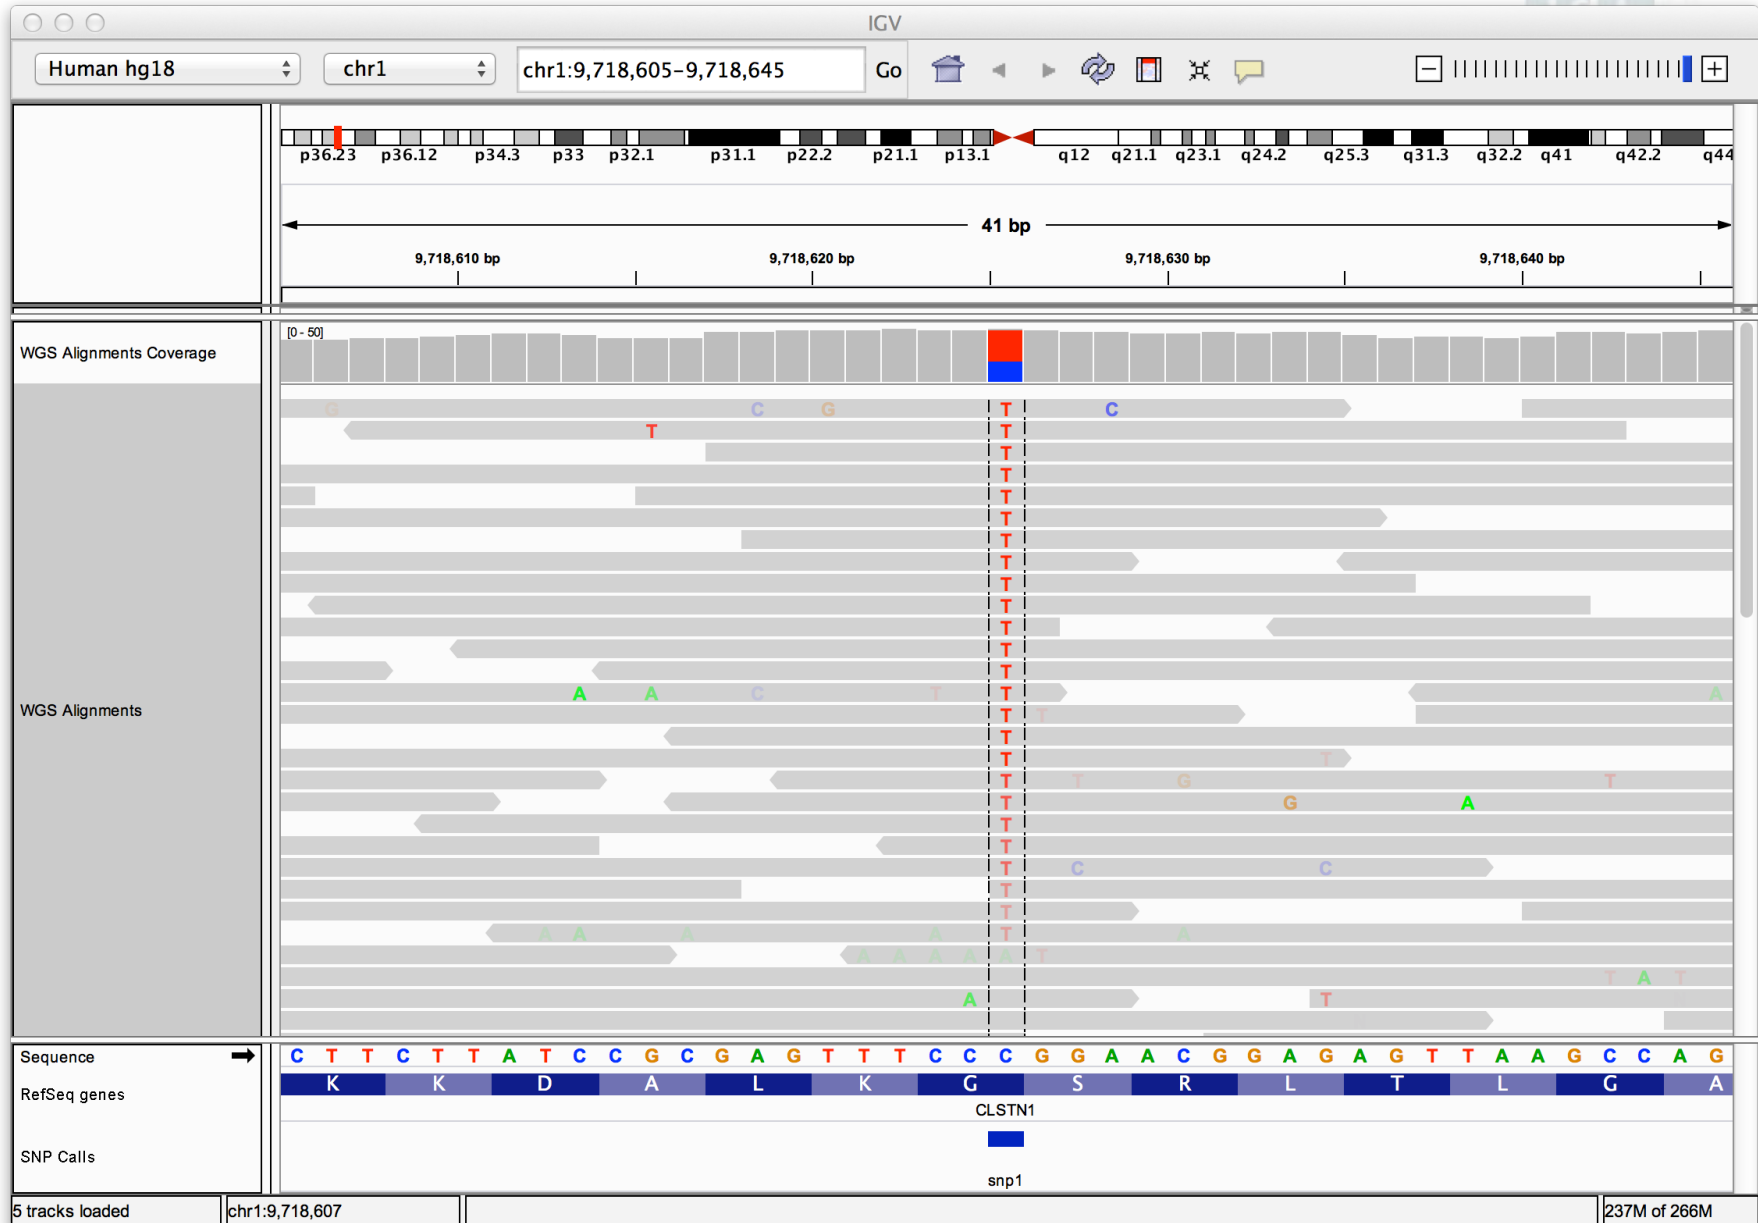 IGV
Human hg18 chr1 chr1:9,718,605-9,718,645 Go
p36.23 p36.12 p34.3 p33 p32.1 p31.1 p22.2 p21.1 p13.1 q12 q21.1 q23.1 q24.2 q25.3 q31.3 q32.2 q41 q42.2 q44
41 bp
9,718,610 bp 9,718,620 bp 9,718,630 bp 9,718,640 bp
[0 - 50]
WGS Alignments Coverage
G C G T C
T T
T
T
T
T
T
T
T
T
T
T
T
A A C T T A
T T
T
T T
T T G T
T G A
T
T
T C C
T
T
A A A A T A
A A A A A T
T A T
A T
WGS Alignments
Sequence C T T C T T A T C C G C G A G T T T C C C G G A A C G G A G A G T T A A G C C A G
RefSeq genes K K D A L K G S R L T L G A
CLSTN1
SNP Calls
snp1
5 tracks loaded chr1:9,718,607 237M of 266M